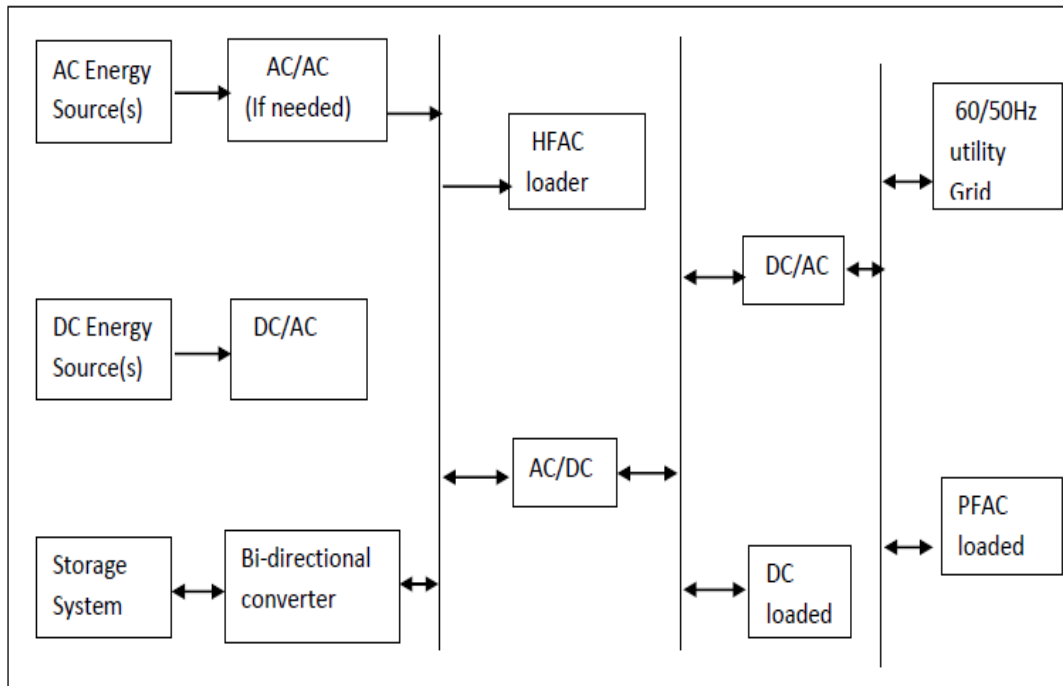 AC Energy
Source(s)
AC/AC
(If needed)
HFAC
loader
60/50Hz
utility
Grid
DC/AC
DC Energy
Source(s)
DC/AC
AC/DC
PFAC
loaded
Storage
System
Bi-directional
converter
DC
loaded